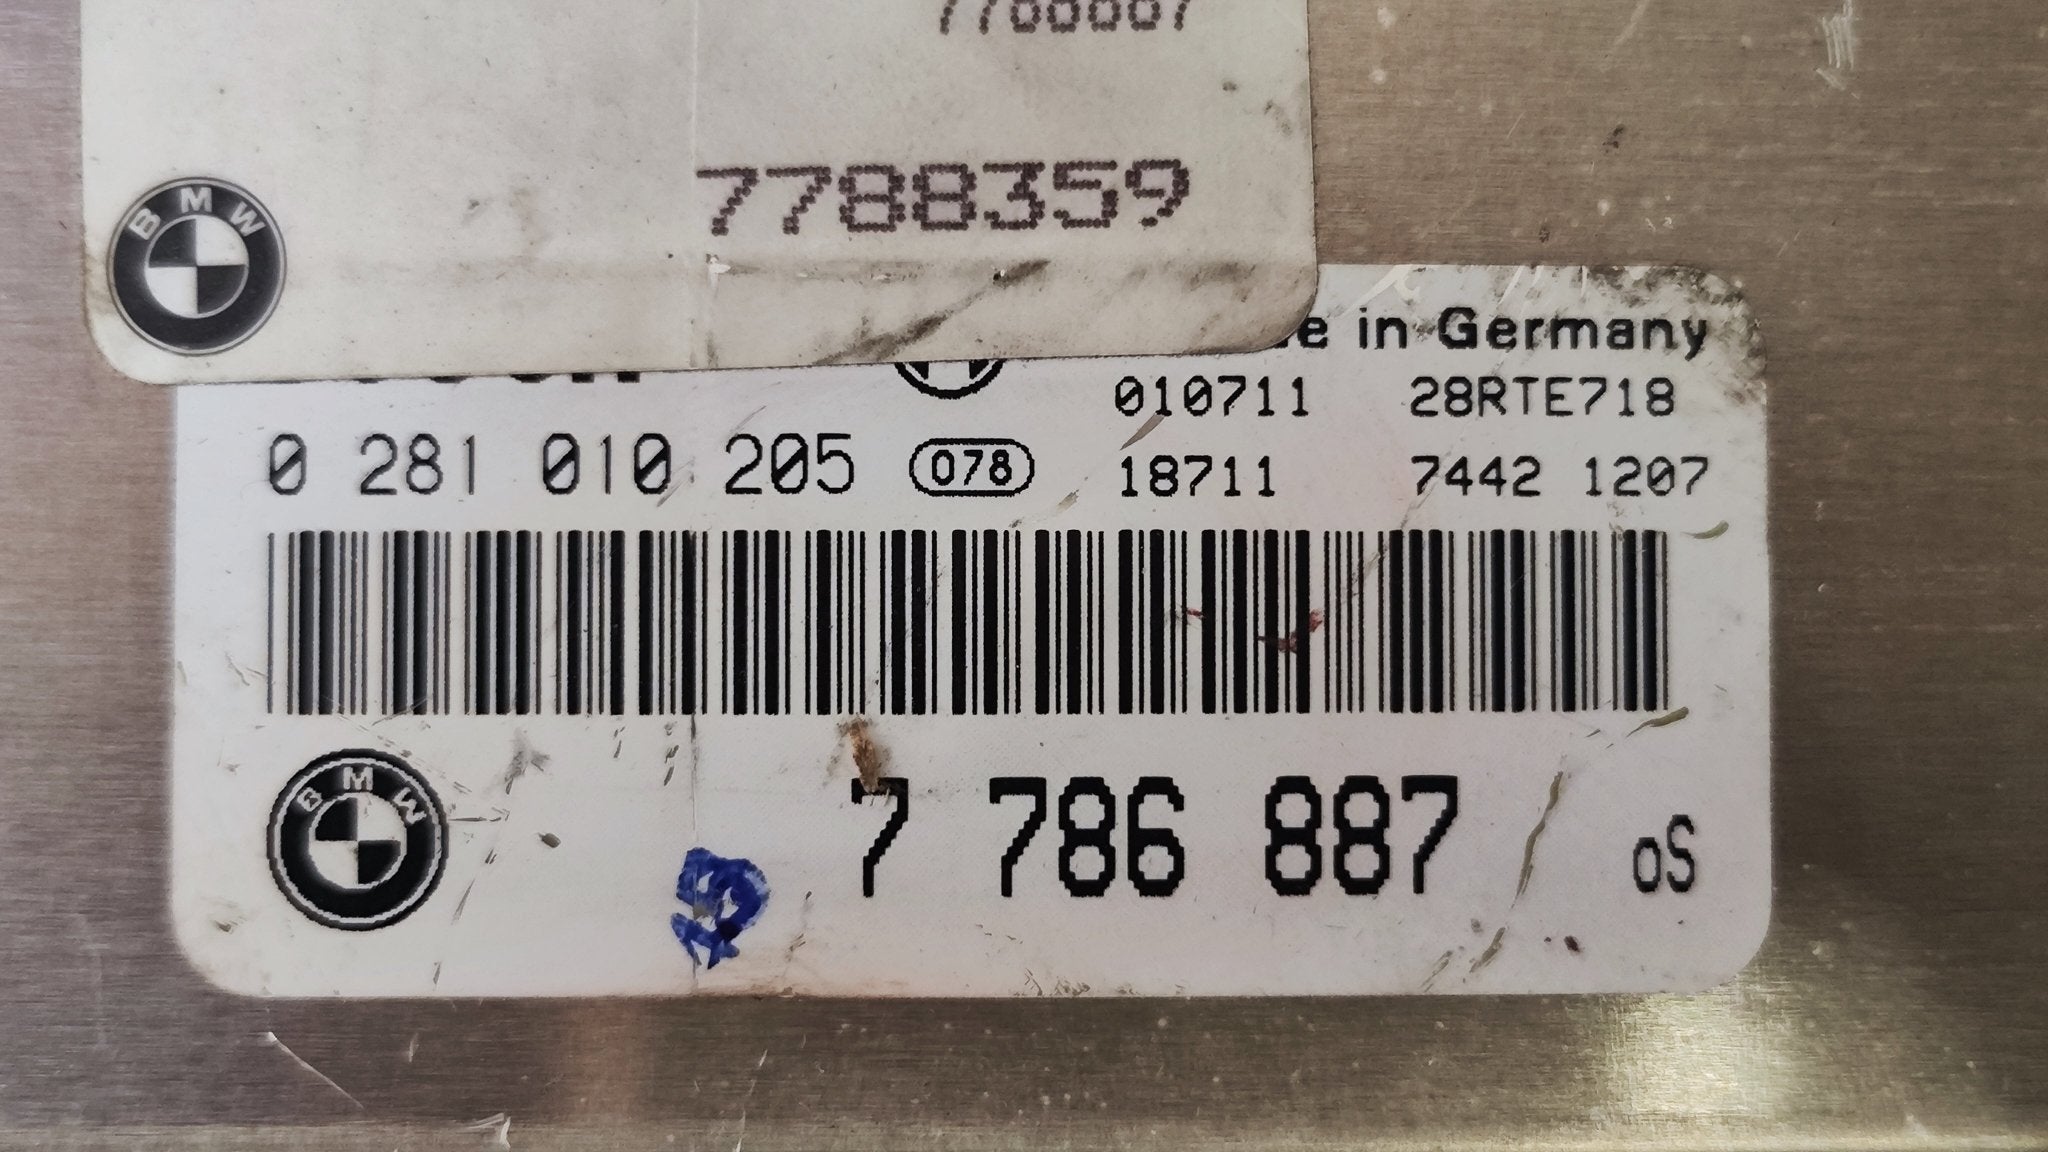 7788359
BMW
in Germany
010711 28RTE718
0 281 010 205 078 18711 7442 1207
BMW
7 786 887 oS